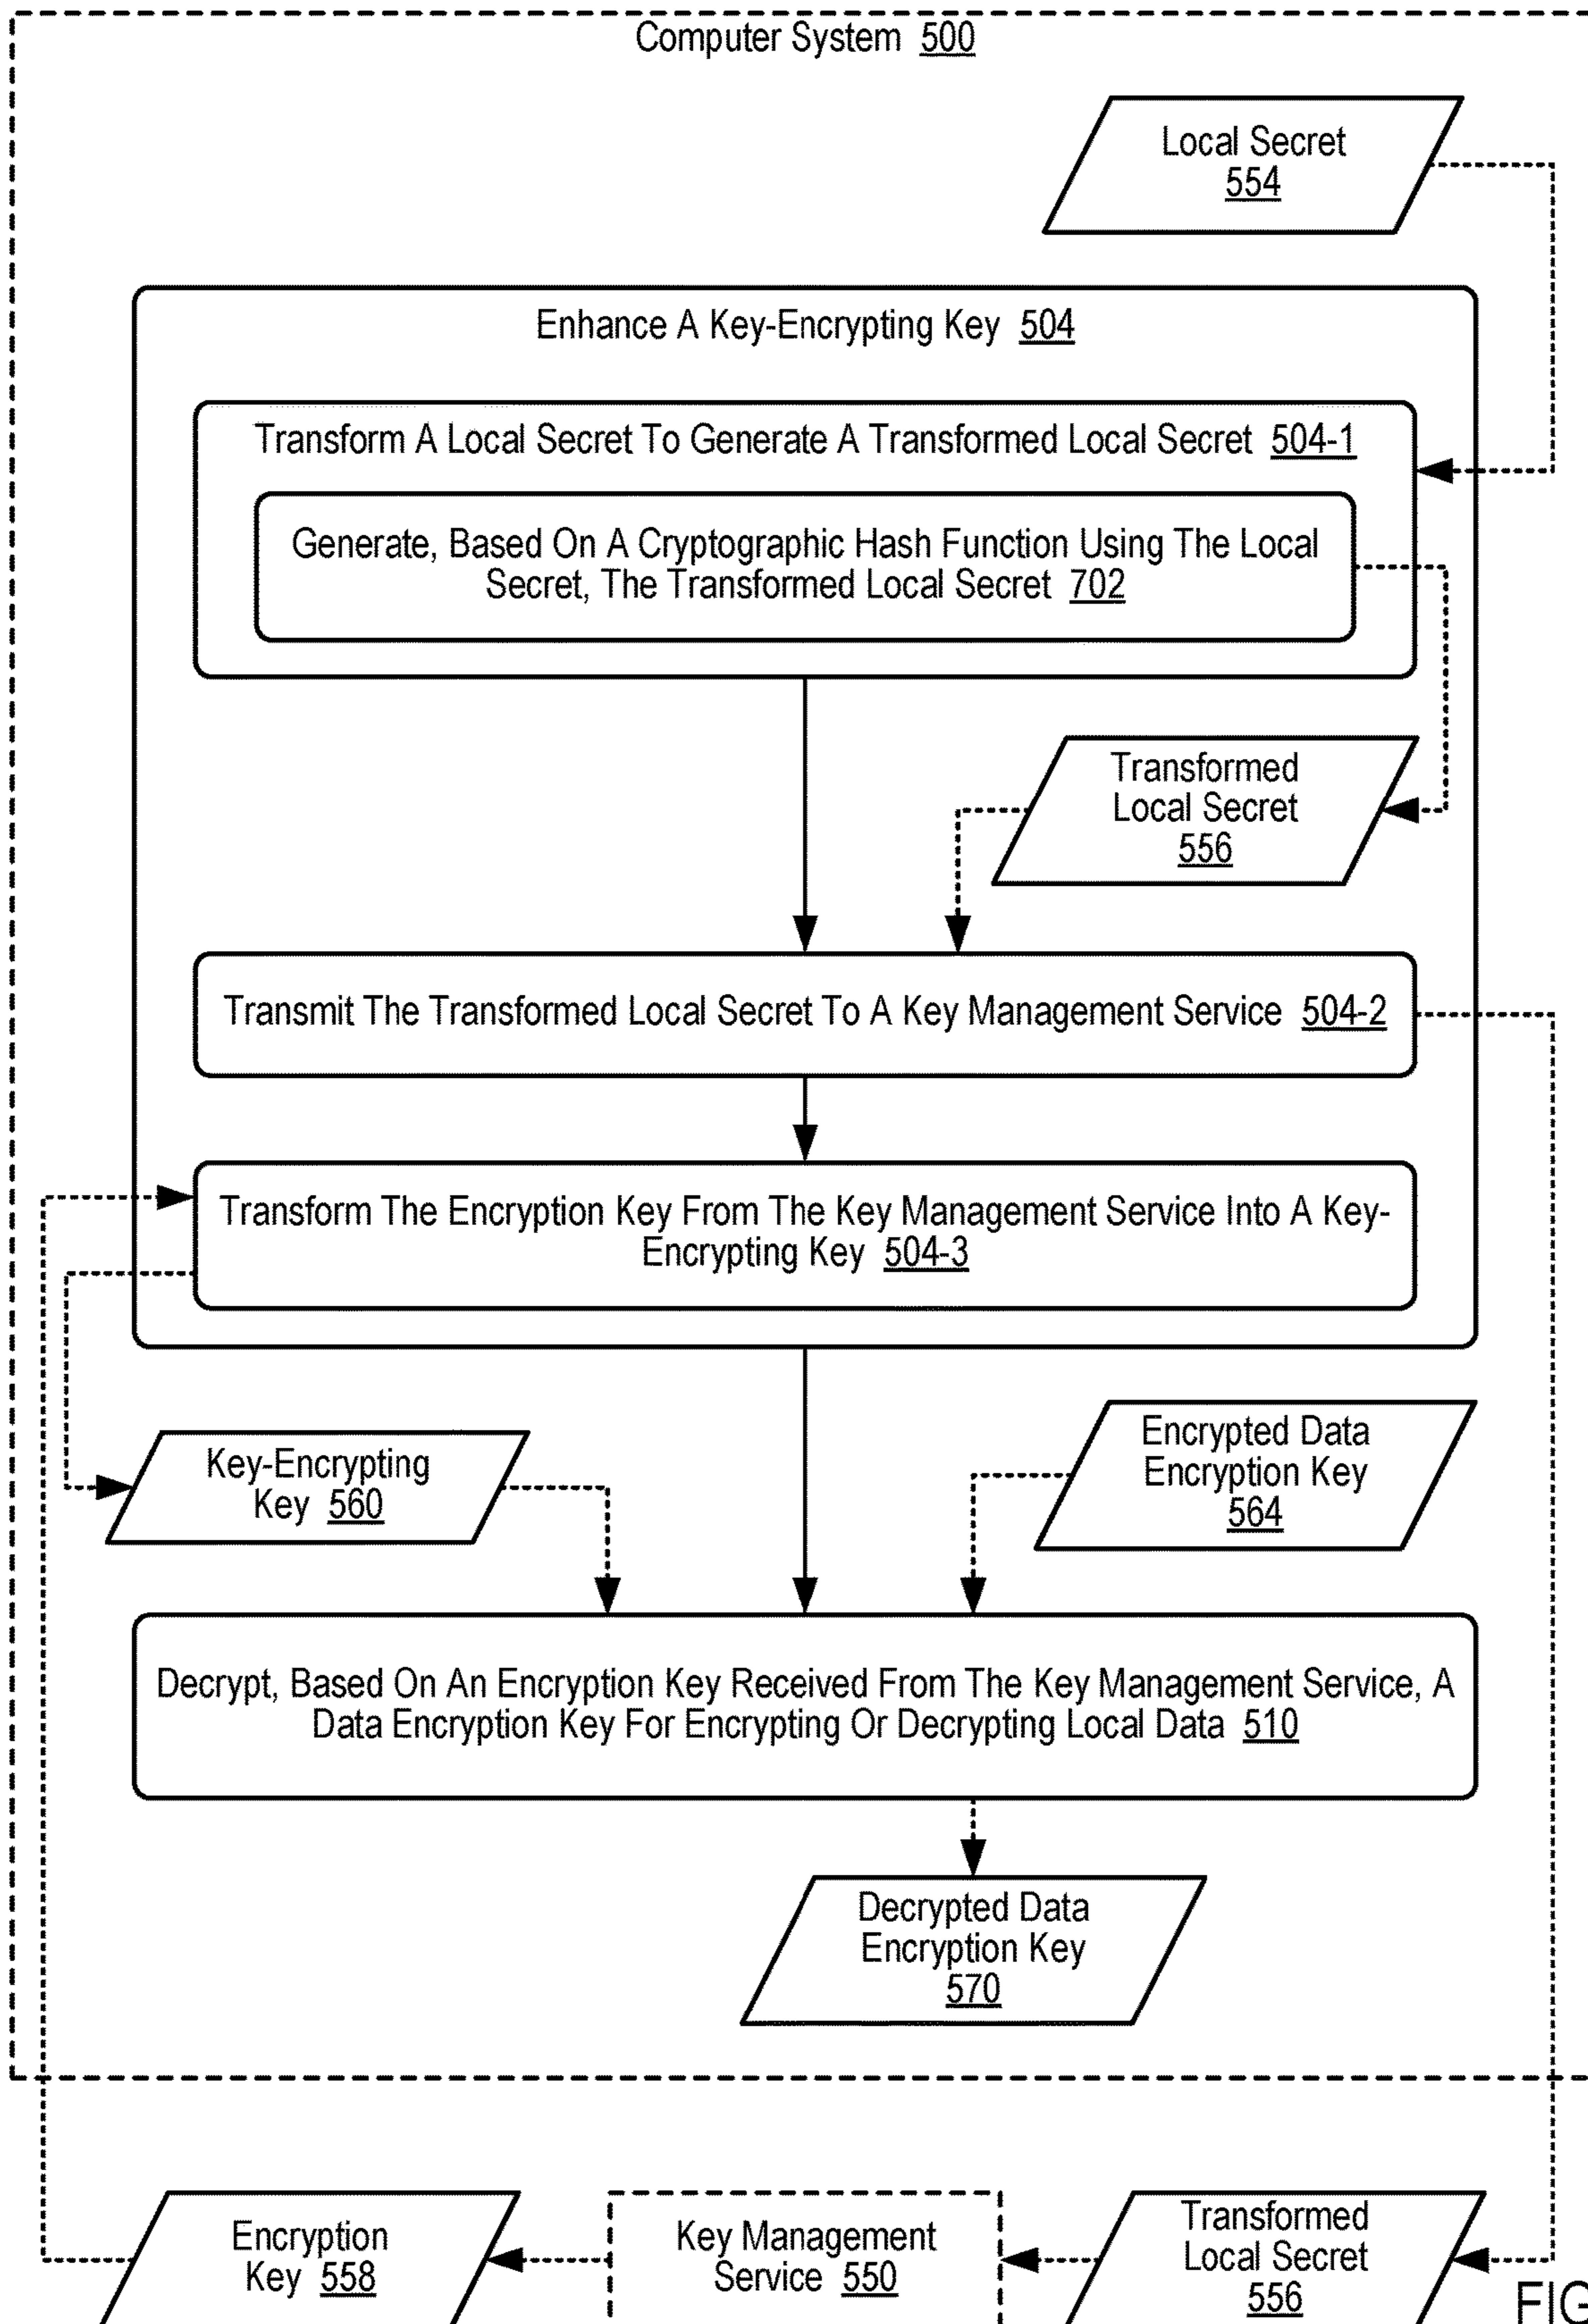 Computer System 500
Local Secret
554
Enhance A Key-Encrypting Key 504
Transform A Local Secret To Generate A Transformed Local Secret 504-1
Generate, Based On A Cryptographic Hash Function Using The Local
Secret, The Transformed Local Secret 702
Transformed
Local Secret
556
Transmit The Transformed Local Secret To A Key Management Service 504-2
Transform The Encryption Key From The Key Management Service Into A Key-
Encrypting Key 504-3
Key-Encrypting
Key 560
Encrypted Data
Encryption Key
564
Decrypt, Based On An Encryption Key Received From The Key Management Service, A
Data Encryption Key For Encrypting Or Decrypting Local Data 510
Decrypted Data
Encryption Key
570
Encryption
Key 558
Key Management
Service 550
Transformed
Local Secret
556
FIG